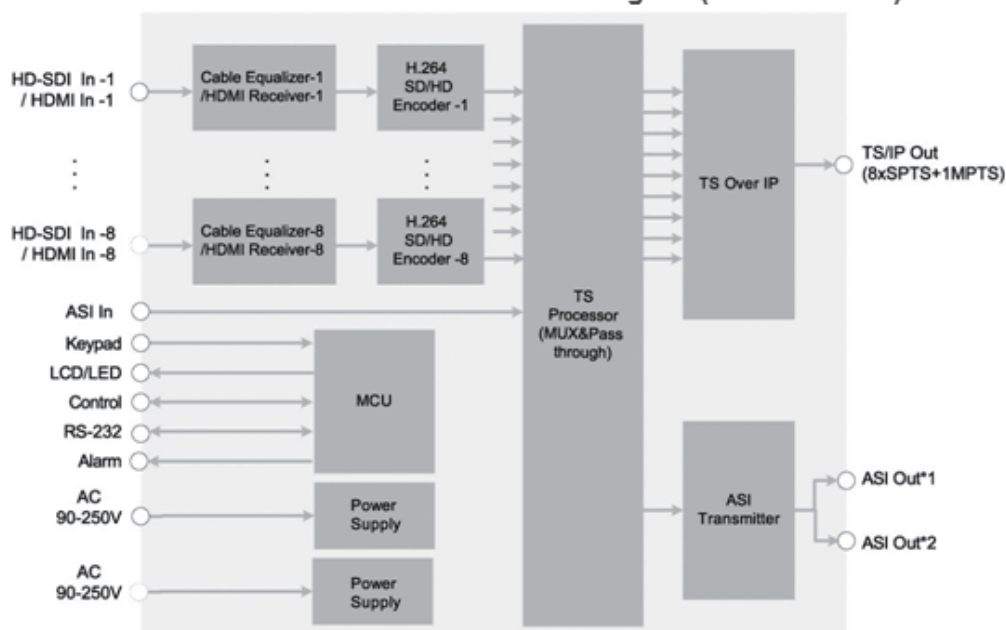 HD-SDI In -1
/ HDMI In -1
Cable Equalizer-1
/HDMI Receiver-1
H.264
SD/HD
Encoder -1
HD-SDI In -8
/ HDMI In -8
Cable Equalizer-8
/HDMI Receiver-8
H.264
SD/HD
Encoder -8
TS
Processor
(MUX&Pass
through)
TS Over IP
TS/IP Out
(8xSPTS+1MPTS)
ASI In
Keypad
LCD/LED
Control
RS-232
Alarm
MCU
AC
90-250V
Power
Supply
AC
90-250V
Power
Supply
ASI
Transmitter
ASI Out*1
ASI Out*2